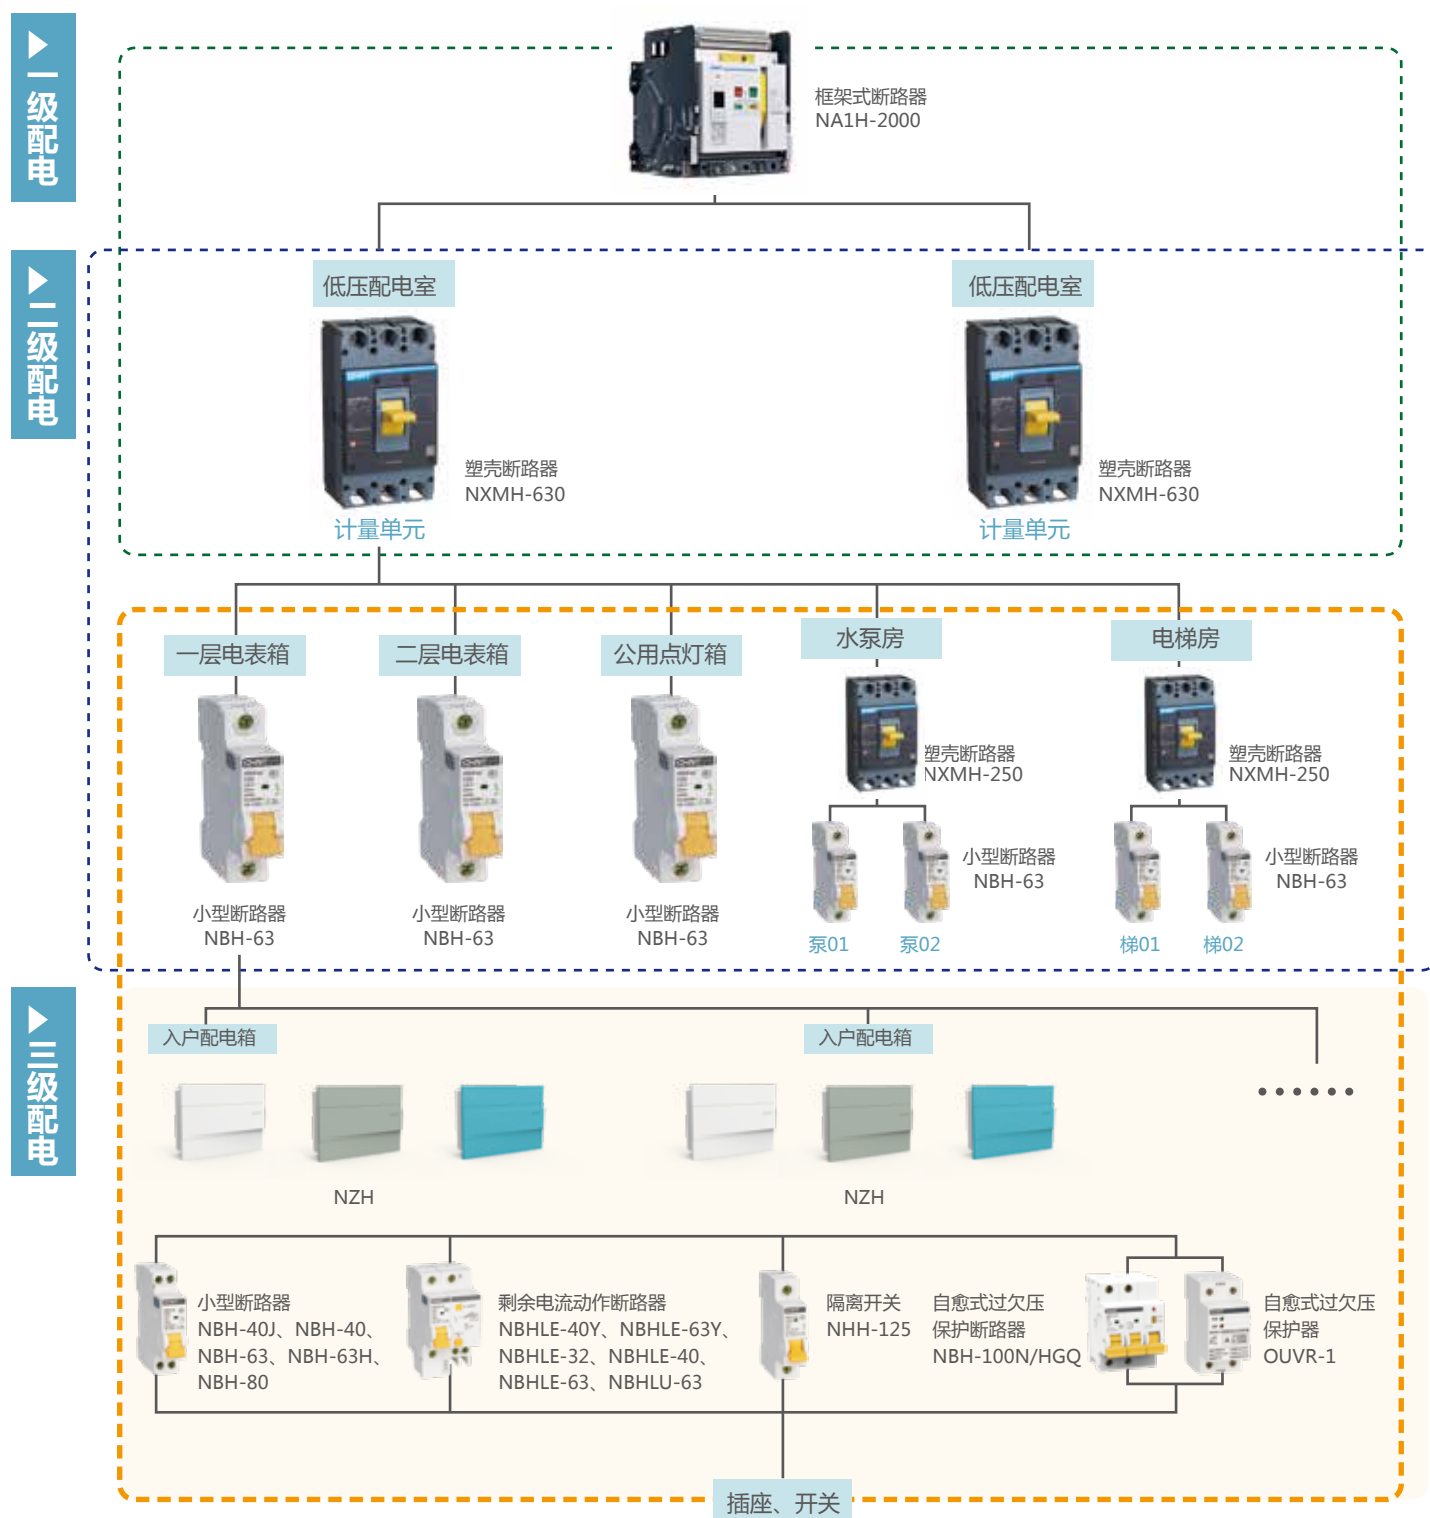 一级配电
框架式断路器
NA1H-2000
二级配电
低压配电室
低压配电室
塑壳断路器
NXMH-630
塑壳断路器
NXMH-630
计量单元
计量单元
一层电表箱
二层电表箱
公用点灯箱
水泵房
电梯房
塑壳断路器
NXMH-250
塑壳断路器
NXMH-250
小型断路器
NBH-63
小型断路器
NBH-63
小型断路器
NBH-63
小型断路器
NBH-63
小型断路器
NBH-63
泵01
泵02
梯01
梯02
三级配电
入户配电箱
入户配电箱
······
NZH
NZH
小型断路器
NBH-40J、NBH-40、
NBH-63、NBH-63H、
NBH-80
剩余电流动作断路器
NBHLE-40Y、NBHLE-63Y、
NBHLE-32、NBHLE-40、
NBHLE-63、NBHLU-63
隔离开关
NHH-125
自愈式过欠压
保护断路器
NBH-100N/HGQ
自愈式过欠压
保护器
OUVR-1
插座、开关